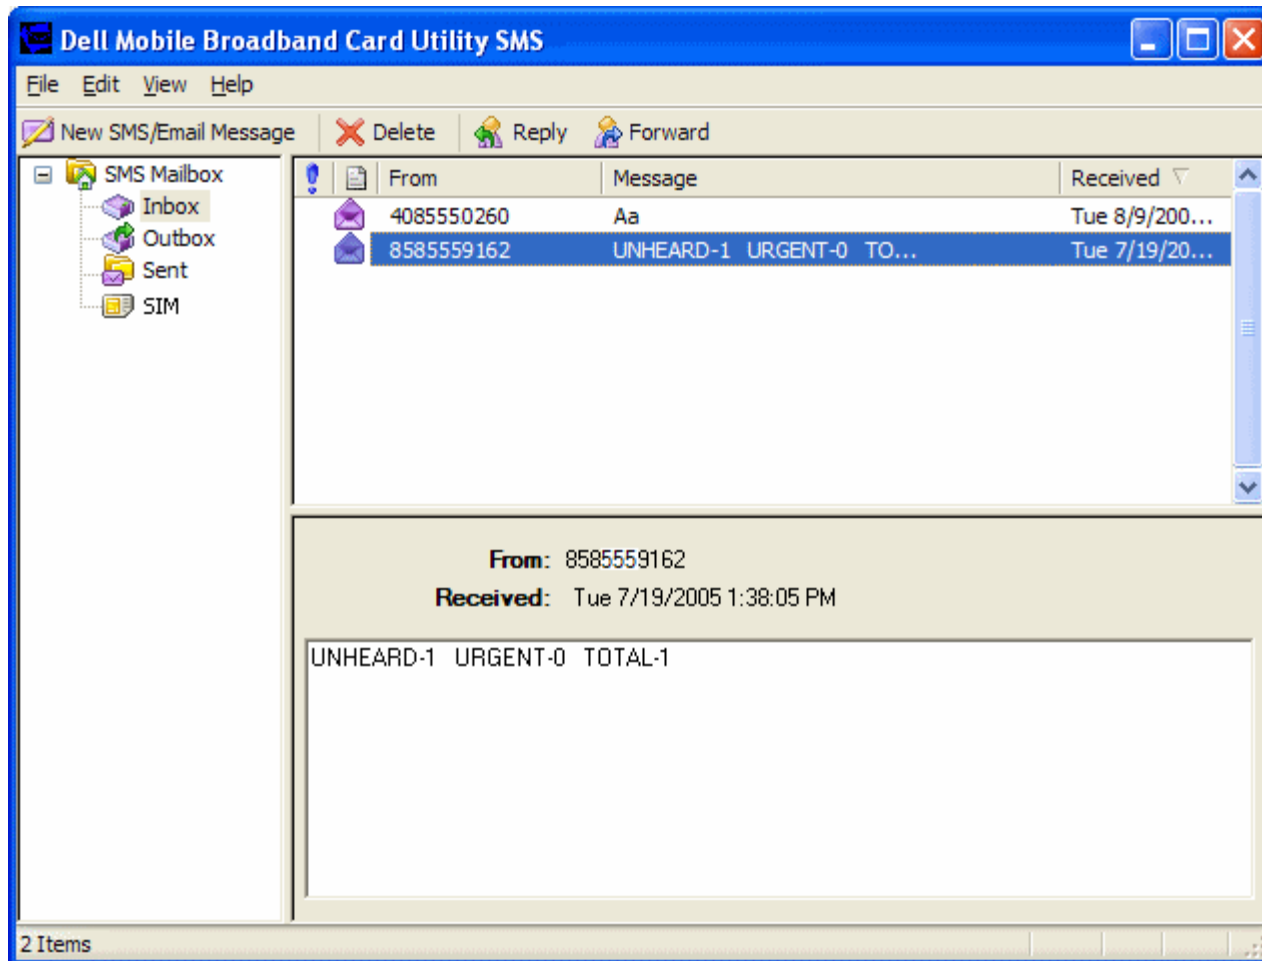 Dell Mobile Broadband Card Utility SMS
File Edit View Help
New SMS/Email Message Delete Reply Forward
SMS Mailbox
Inbox
Outbox
Sent
SIM
From Message Received
4085550260 Aa Tue 8/9/200...
8585559162 UNHEARD-1 URGENT-0 TO... Tue 7/19/20...
From: 8585559162
Received: Tue 7/19/2005 1:38:05 PM
UNHEARD-1 URGENT-0 TOTAL-1
2 Items